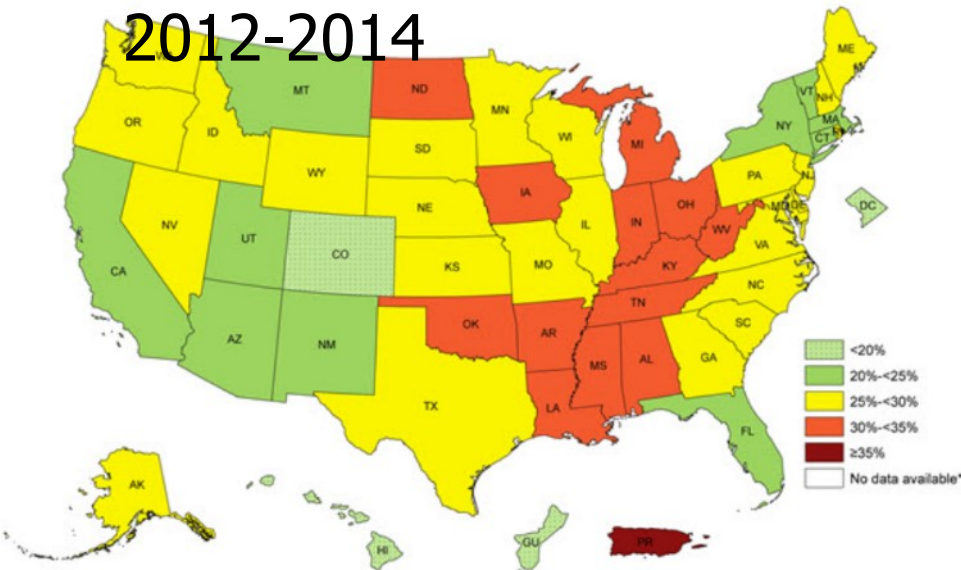 2012-2014
ME
MT
ND
VT
NH
MN
OR
MA
NY
ID
WI
MI
CT
SD
WY
PA
NJ
IA
OH
MD
DE
DC
NE
IN
IL
NV
WV
UT
VA
CO
KS
MO
KY
CA
NC
TN
OK
SC
AR
AZ
NM
GA
<20%
MS
AL
20%-<25%
TX
LA
25%-<30%
FL
30%-<35%
≥35%
No data available*
AK
GU
PR
HI